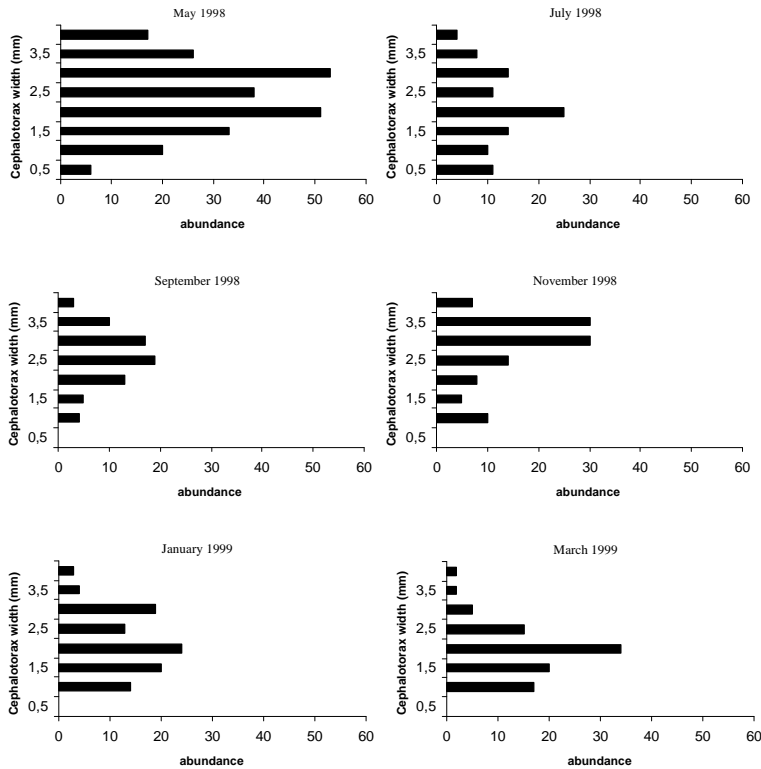 May 1998
Cephalotorax width (mm)
3,5
2,5
1,5
0,5
0 10 20 30 40 50 60
abundance
July 1998
Cephalotorax width (mm)
3,5
2,5
1,5
0,5
0 10 20 30 40 50 60
abundance
September 1998
Cephalotorax width (mm)
3,5
2,5
1,5
0,5
0 10 20 30 40 50 60
abundance
November 1998
Cephalotorax width (mm)
3,5
2,5
1,5
0,5
0 10 20 30 40 50 60
abundance
January 1999
Cephalotorax width (mm)
3,5
2,5
1,5
0,5
0 10 20 30 40 50 60
abundance
March 1999
Cephalotorax width (mm)
3,5
2,5
1,5
0,5
0 10 20 30 40 50 60
abundance